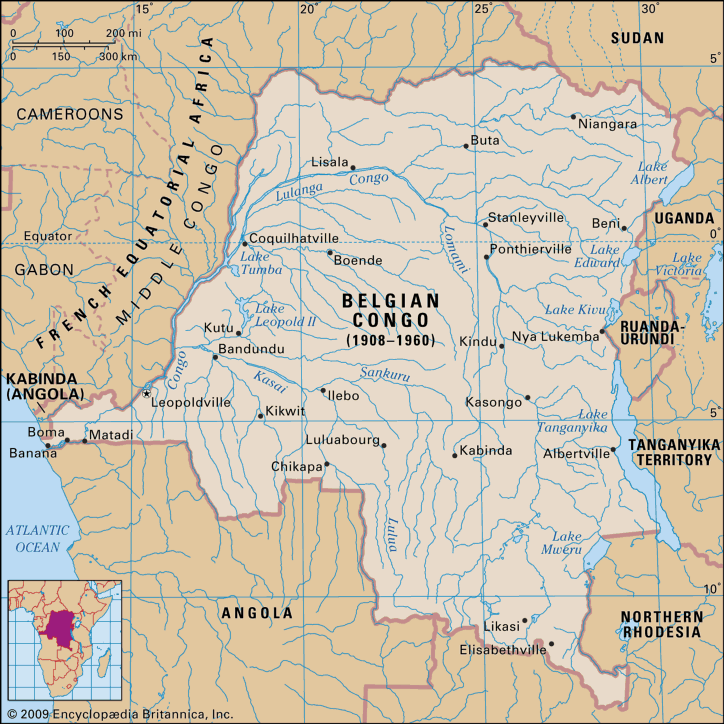 15°
20°
25°
30°
0 100 200 mi
0 150 300 km
SUDAN
5°
CAMEROONS
FRENCH EQUATORIAL AFRICA
MIDDLE CONGO
Niangara
Buta
Lisala
Congo
Lulanga
Lake
Albert
Stanleyville
Beni
UGANDA
Equator
0°
Coquilhatville
Ponthierville
Lomami
Lake
Edward
Lake
Victoria
GABON
Lake
Tumba
Boende
BELGIAN
CONGO
(1908–1960)
Lake
Leopold II
Lake Kivu
Kutu
Nya Lukemba
RUANDA-
URUNDI
Bandundu
Kindu
Congo
Kasai
Sankuru
KABINDA
(ANGOLA)
Leopoldville
Ilebo
Kasongo
Kikwit
Lake
Tanganyika
5°
Boma
Matadi
Banana
Luluabourg
Kabinda
Albertville
TANGANYIKA
TERRITORY
Chikapa
ATLANTIC
OCEAN
Lulua
Lake
Mweru
10°
ANGOLA
Likasi
NORTHERN
RHODESIA
Elisabethville
© 2009 Encyclopædia Britannica, Inc.